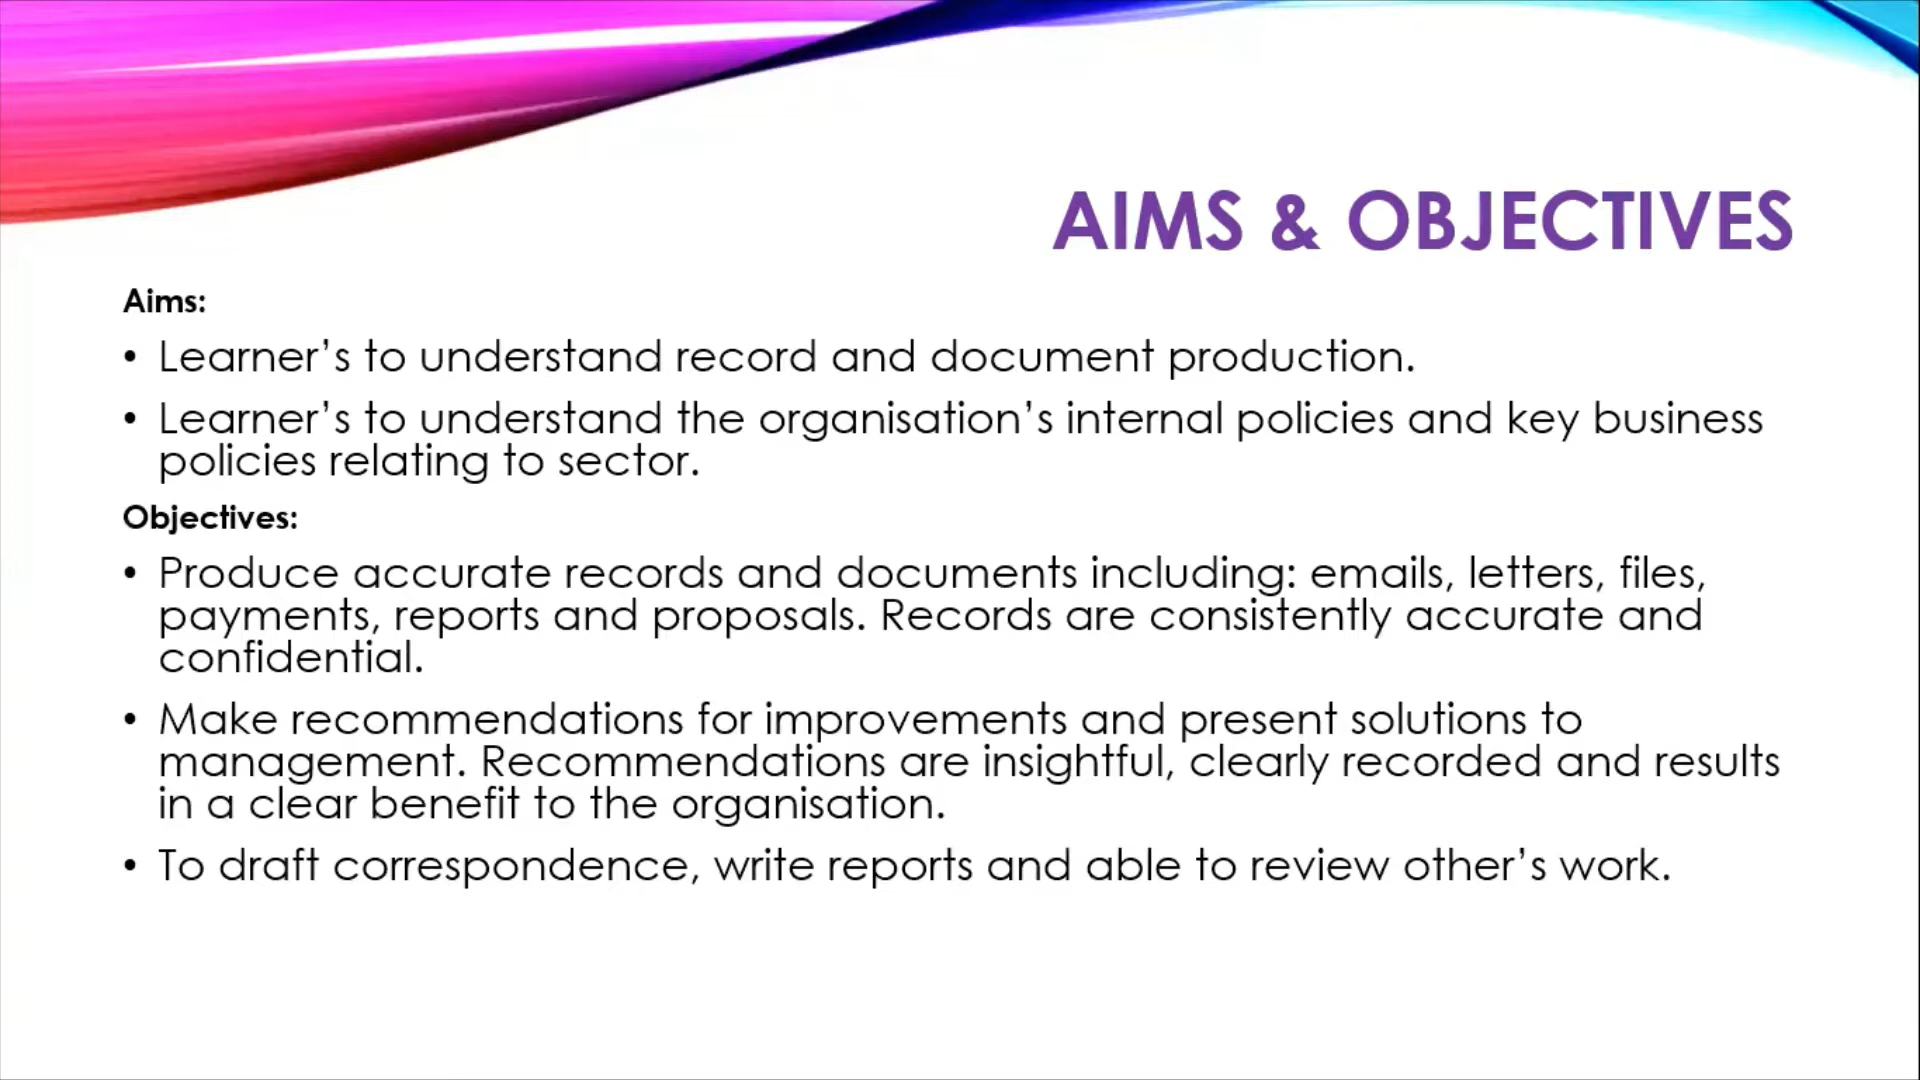 AIMS & OBJECTIVES
Aims:
• Learner’s to understand record and document production.
• Learner’s to understand the organisation’s internal policies and key business
policies relating to sector.
Objectives:
• Produce accurate records and documents including: emails, letters, files,
payments, reports and proposals. Records are consistently accurate and
confidential.
• Make recommendations for improvements and present solutions to
management. Recommendations are insightful, clearly recorded and results
in a clear benefit to the organisation.
• To draft correspondence, write reports and able to review other’s work.